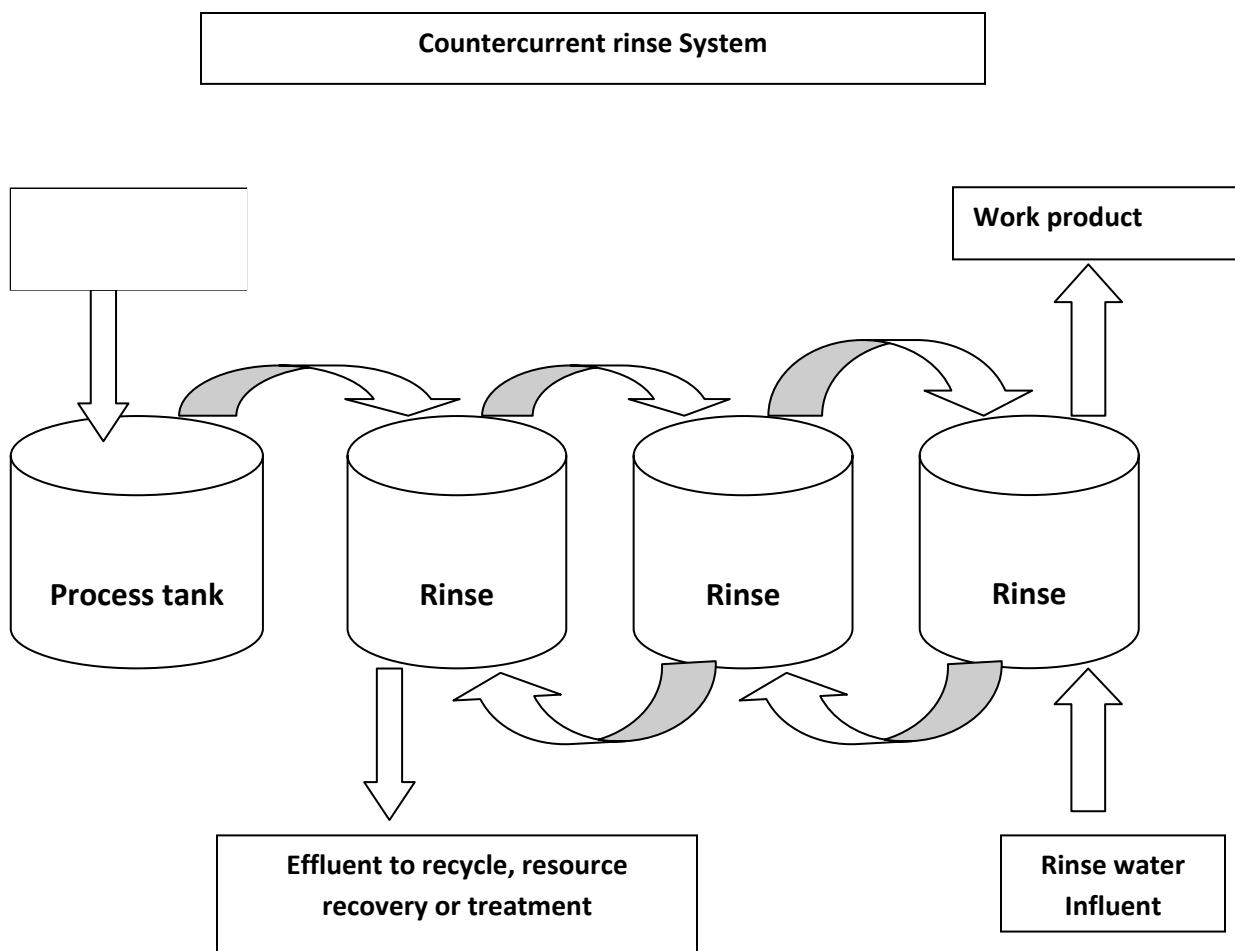 Countercurrent rinse System
Work product
Process tank
Rinse
Rinse
Rinse
Effluent to recycle, resource
recovery or treatment
Rinse water
Influent